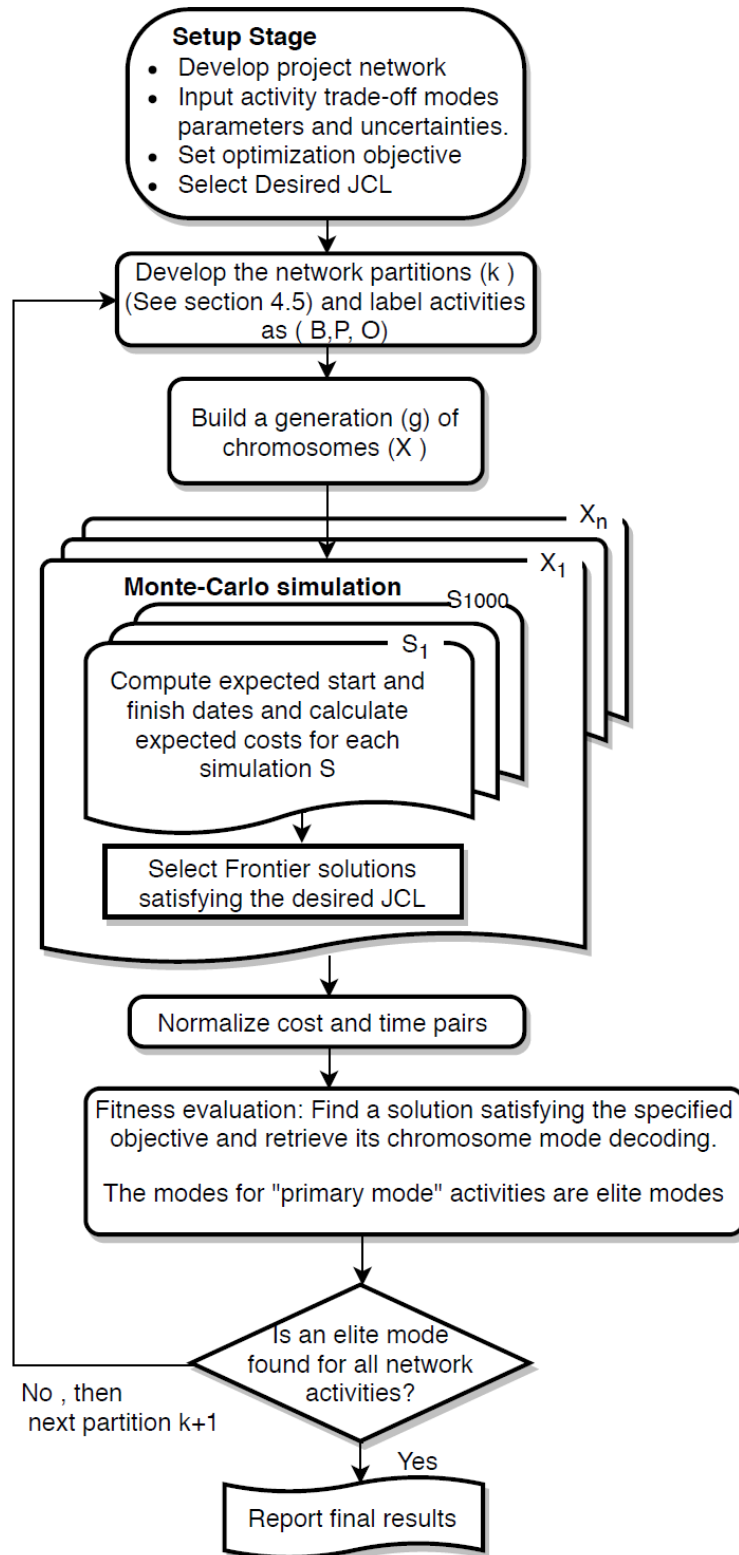 Setup Stage
• Develop project network
• Input activity trade-off modes
parameters and uncertainties.
• Set optimization objective
• Select Desired JCL
Develop the network partitions (k )
(See section 4.5) and label activities
as ( B,P, O)
Build a generation (g) of
chromosomes (X )
Xn
X1
Monte-Carlo simulation
S1000
S1
Compute expected start and
finish dates and calculate
expected costs for each
simulation S
Select Frontier solutions
satisfying the desired JCL
Normalize cost and time pairs
Fitness evaluation: Find a solution satisfying the specified
objective and retrieve its chromosome mode decoding.
The modes for "primary mode" activities are elite modes
Is an elite mode
found for all network
activities?
No , then
next partition k+1
Yes
Report final results